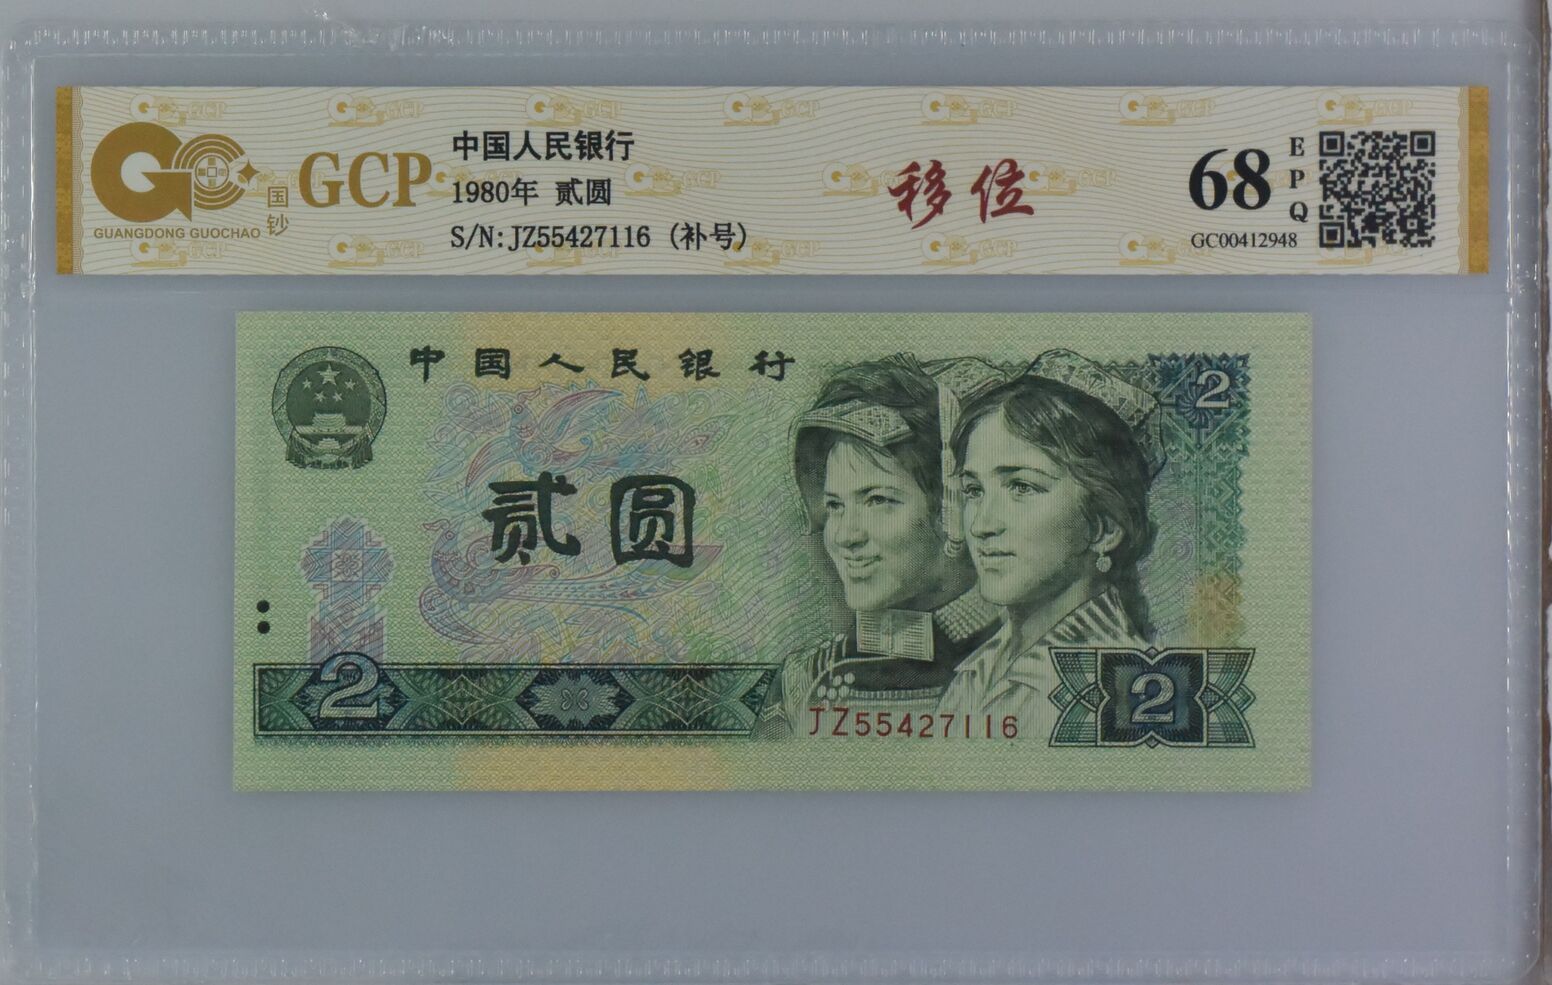 GCP
GUANGDONG GUOCHAO
国钞
中国人民银行
1980年 贰圆
S/N:JZ55427116 (补号)
移位
68
EPQ
GC00412948
中国人民银行
2
贰圆
2
JZ55427116
2